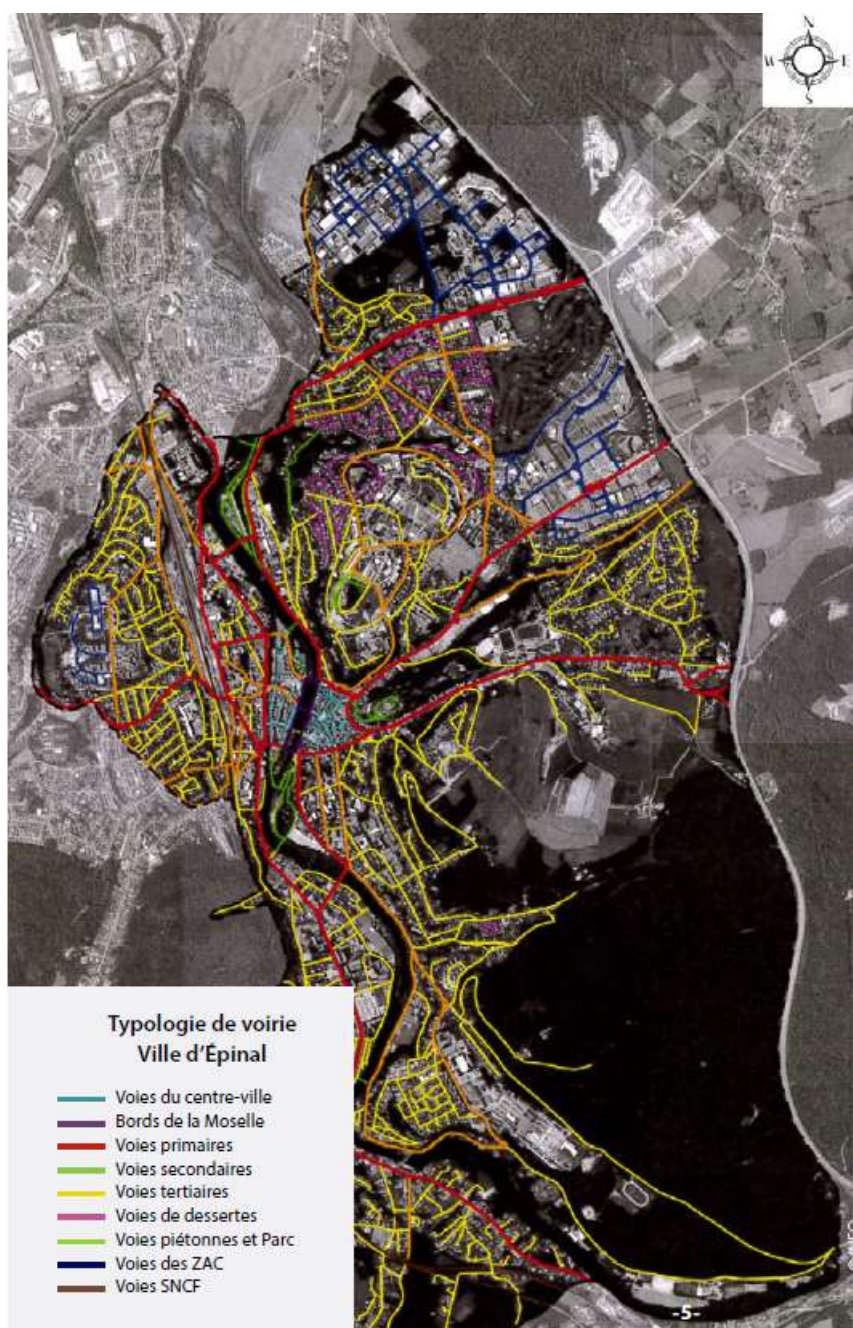 N
W E
S
Typologie de voirie
Ville d'Épinal
Voies du centre-ville
Bords de la Moselle
Voies primaires
Voies secondaires
Voies tertiaires
Voies de dessertes
Voies piétonnes et Parc
Voies des ZAC
Voies SNCF
-5-